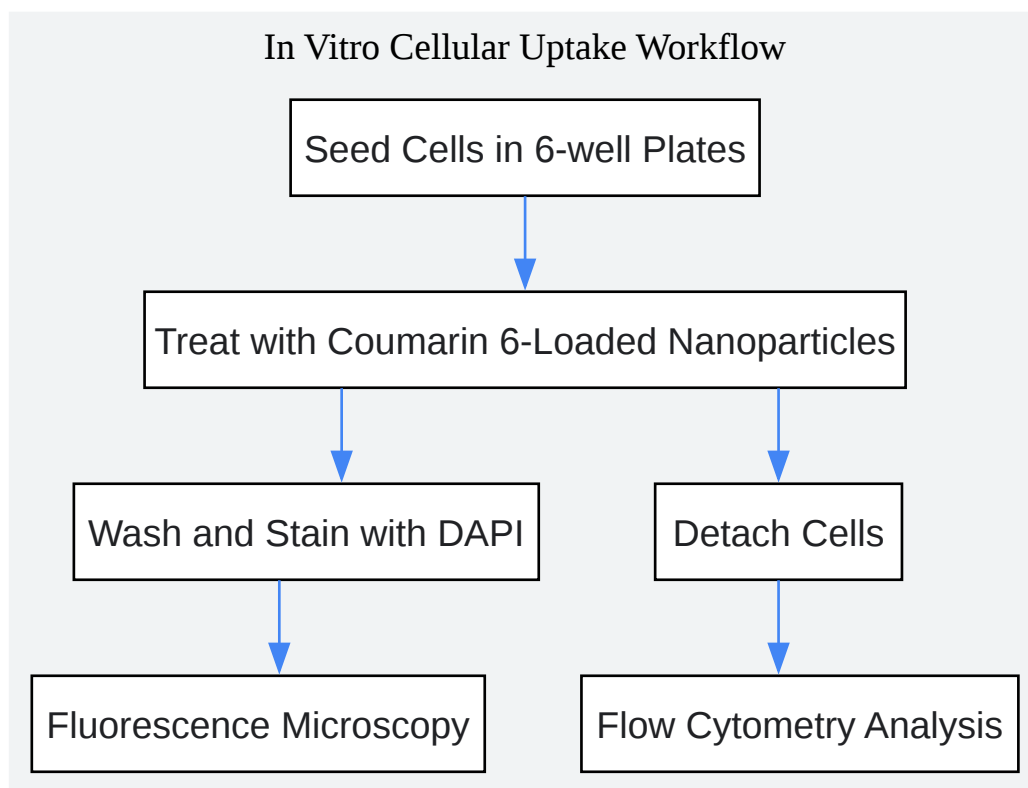 In Vitro Cellular Uptake Workflow
Seed Cells in 6-well Plates
Treat with Coumarin 6-Loaded Nanoparticles
Wash and Stain with DAPI
Detach Cells
Fluorescence Microscopy
Flow Cytometry Analysis